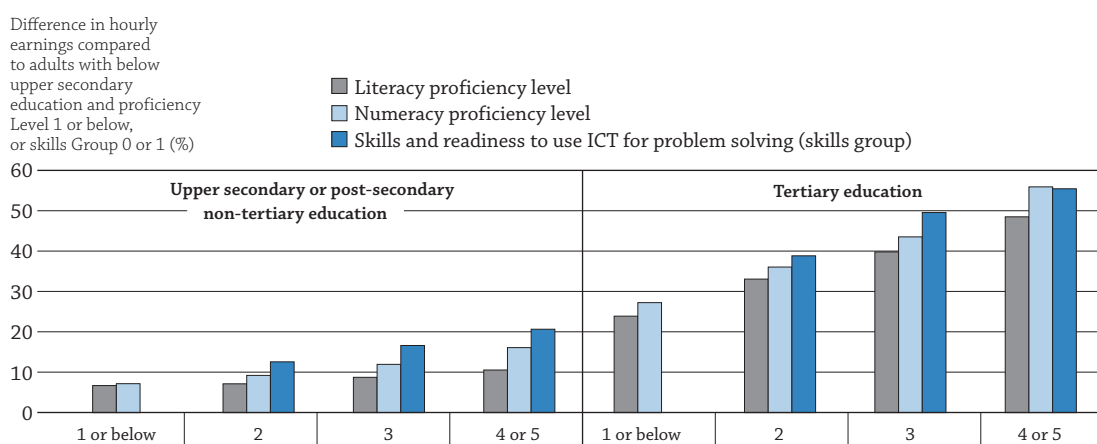 Difference in hourly
earnings compared
to adults with below
upper secondary
education and proficiency
Level 1 or below,
or skills Group 0 or 1 (%)
Literacy proficiency level
Numeracy proficiency level
Skills and readiness to use ICT for problem solving (skills group)
60
50
40
30
20
10
0
Upper secondary or post-secondary
non-tertiary education
Tertiary education
1 or below 2 3 4 or 5 1 or below 2 3 4 or 5